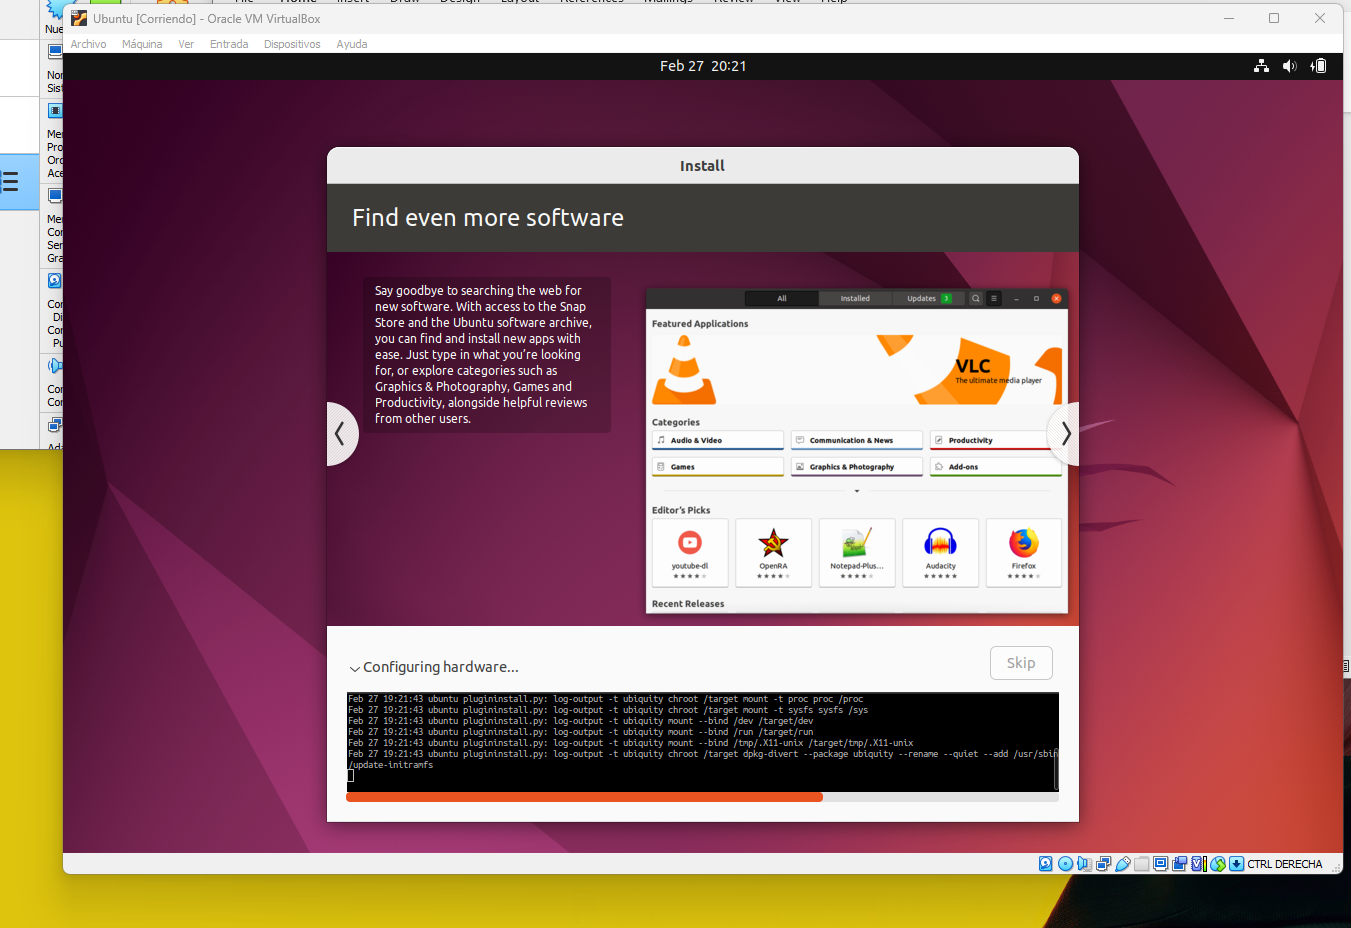 Ubuntu [Corriendo] - Oracle VM VirtualBox
Archivo Máquina Ver Entrada Dispositivos Ayuda
Feb 27 20:21
Install
Find even more software
Say goodbye to searching the web for
new software. With access to the Snap
Store and the Ubuntu software archive,
you can find and install new apps with
ease. Just type in what you're looking
for, or explore categories such as
Graphics & Photography, Games and
Productivity, alongside helpful reviews
from other users.
All Installed Updates 3
Featured Applications
VLC
The ultimate media player
Categories
Audio & Video Communication & News Productivity
Games Graphics & Photography Add-ons
Editor's Picks
youtube-dl OpenRA Notepad-Plus... Audacity Firefox
Recent Releases
Configuring hardware...
Skip
Feb 27 19:21:43 ubuntu plugininstall.py: log-output -t ubiquity chroot /target mount -t proc proc /proc
Feb 27 19:21:43 ubuntu plugininstall.py: log-output -t ubiquity chroot /target mount -t sysfs sysfs /sys
Feb 27 19:21:43 ubuntu plugininstall.py: log-output -t ubiquity mount --bind /dev /target/dev
Feb 27 19:21:43 ubuntu plugininstall.py: log-output -t ubiquity mount --bind /run /target/run
Feb 27 19:21:43 ubuntu plugininstall.py: log-output -t ubiquity mount --bind /tmp/.X11-unix /target/tmp/.X11-unix
Feb 27 19:21:43 ubuntu plugininstall.py: log-output -t ubiquity chroot /target dpkg-divert --package ubiquity --rename --quiet --add /usr/sbin
/update-initramfs
CTRL DERECHA